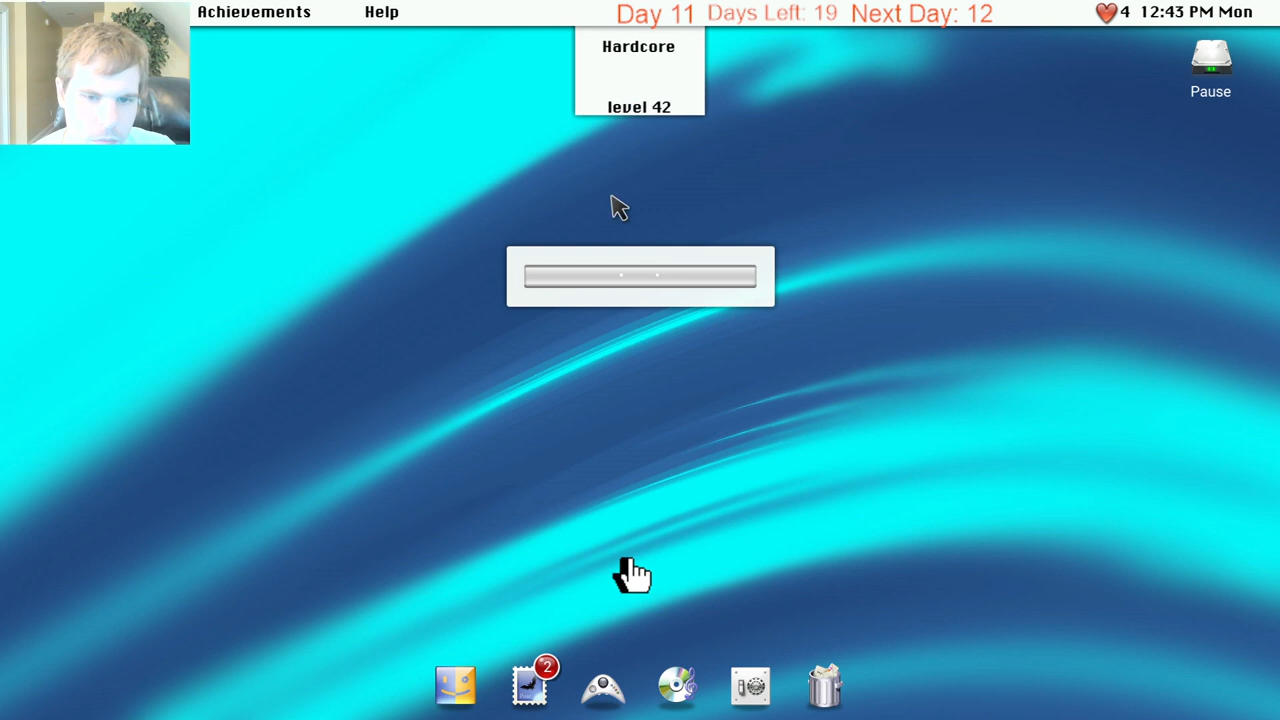 Achievements Help Day 11 Days Left: 19 Next Day: 12 4 12:43 PM Mon
Hardcore
level 42
Pause
2